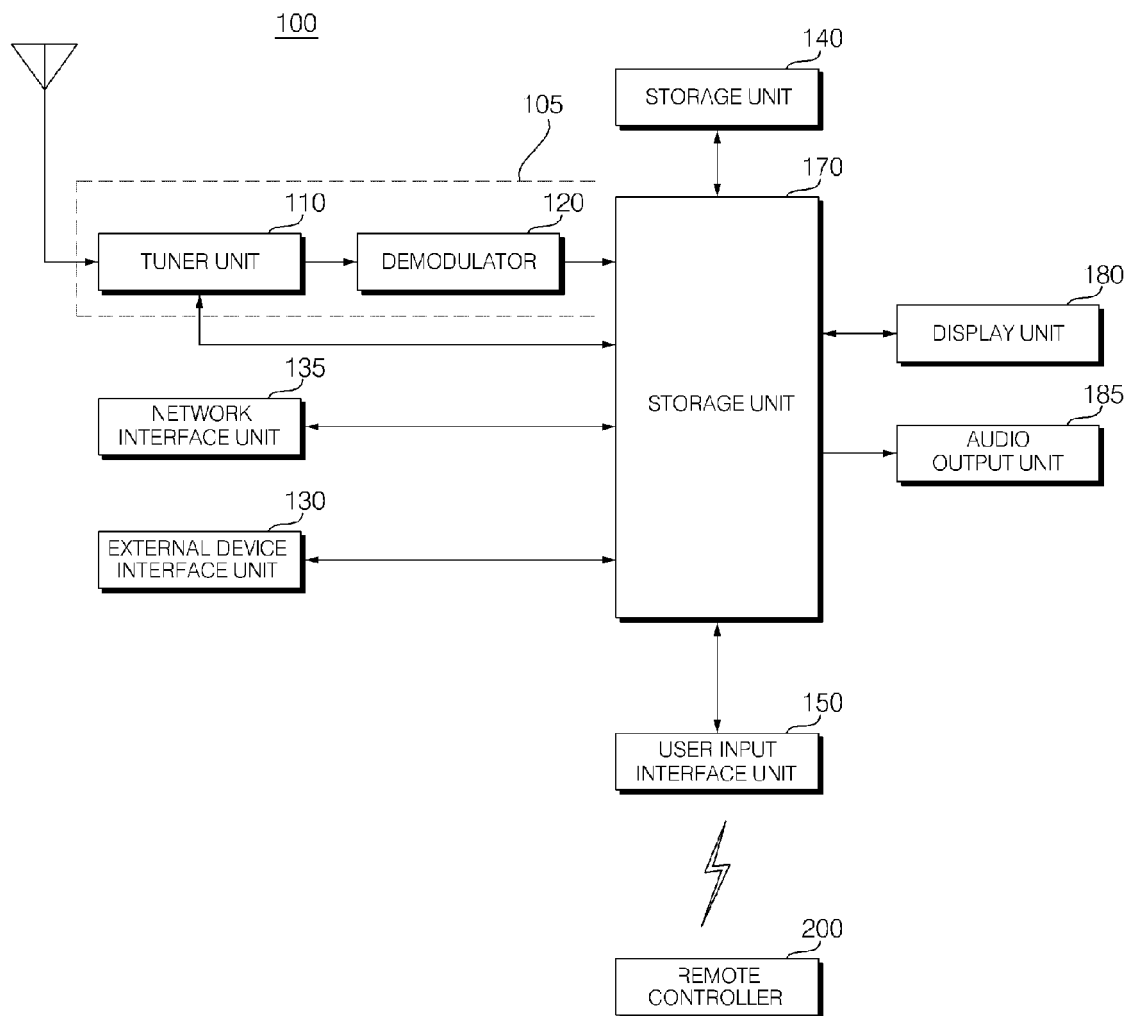 100
140
STORAGE UNIT
105
170
110
120
TUNER UNIT
DEMODULATOR
180
DISPLAY UNIT
135
NETWORK
INTERFACE UNIT
STORAGE UNIT
185
AUDIO
OUTPUT UNIT
130
EXTERNAL DEVICE
INTERFACE UNIT
150
USER INPUT
INTERFACE UNIT
200
REMOTE
CONTROLLER